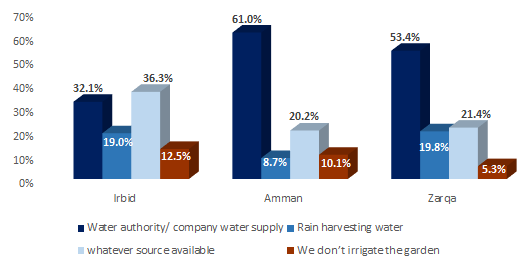 70%
60%
50%
40%
30%
20%
10%
0%
32.1%
19.0%
36.3%
12.5%
61.0%
8.7%
20.2%
10.1%
53.4%
19.8%
21.4%
5.3%
Irbid
Amman
Zarqa
Water authority/ company water supply
Rain harvesting water
whatever source available
We don't irrigate the garden